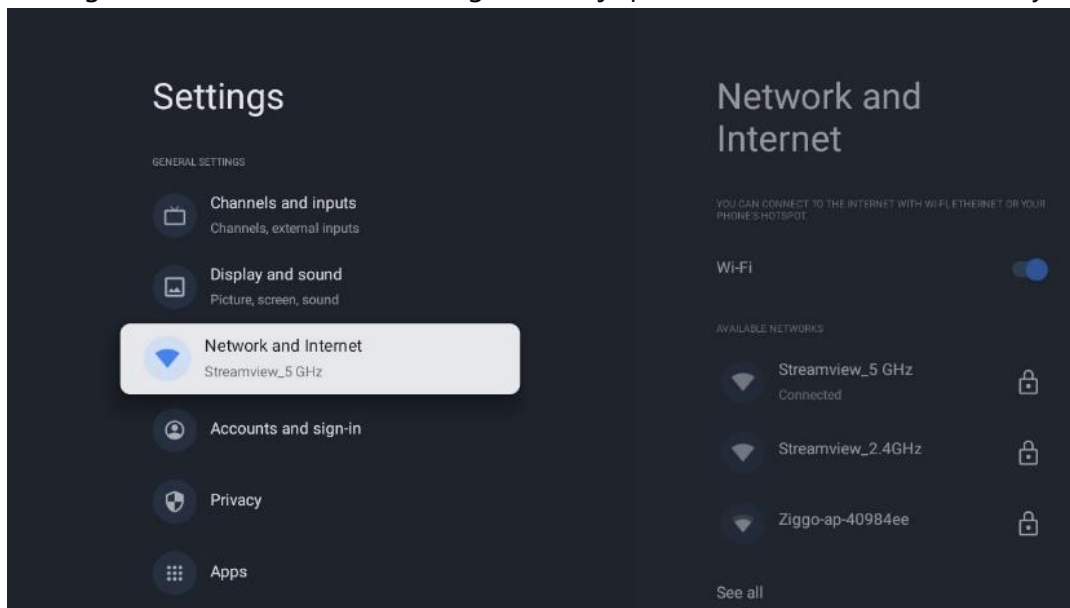 Settings
GENERAL SETTINGS
Channels and inputs
Channels, external inputs
Display and sound
Picture, screen, sound
Network and Internet
Streamview_5 GHz
Accounts and sign-in
Privacy
Apps
Network and
Internet
YOU CAN CONNECT TO THE INTERNET WITH WI-FI, ETHERNET OR YOUR
PHONE'S HOTSPOT.
Wi-Fi
AVAILABLE NETWORKS
Streamview_5 GHz
Connected
Streamview_2.4GHz
Ziggo-ap-40984ee
See all